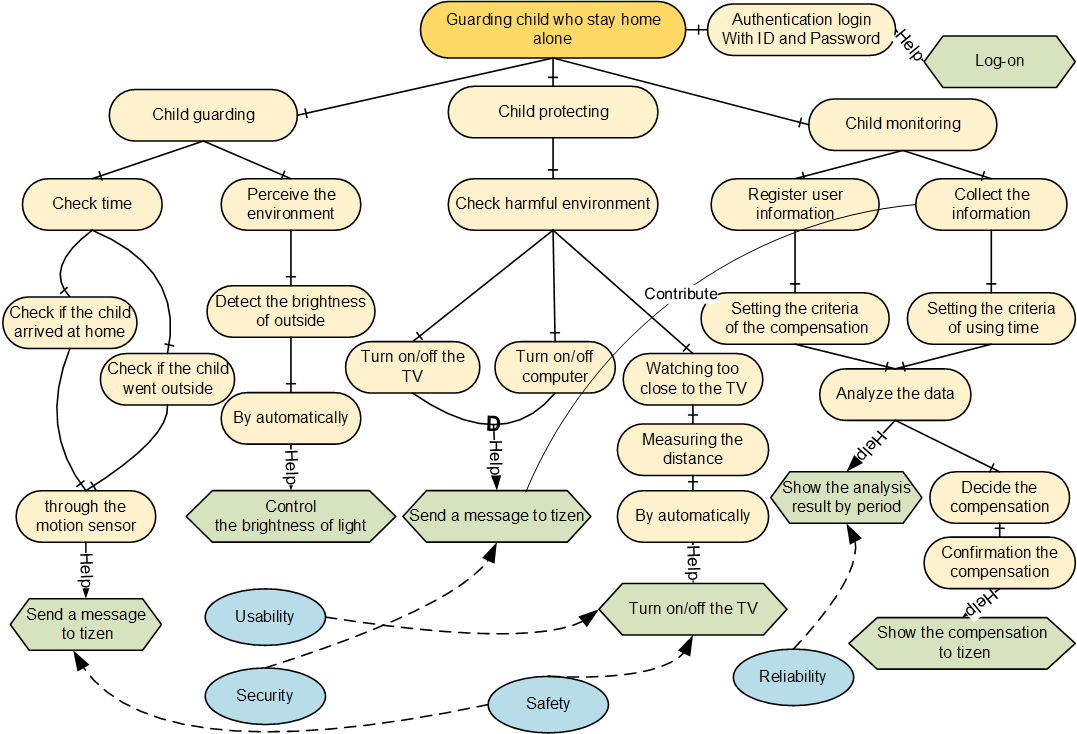 Guarding child who stay home
alone
Authentication login
With ID and Password
Help
Log-on
Child guarding
Child protecting
Child monitoring
Check time
Perceive the
environment
Check harmful environment
Register user
information
Collect the
information
Contribute
Check if the child
arrived at home
Detect the brightness
of outside
Setting the criteria
of the compensation
Setting the criteria
of using time
Check if the child
went outside
Turn on/off the
TV
Turn on/off
computer
Watching too
close to the TV
Analyze the data
By automatically
D
Measuring the
distance
Help
Help
Help
through the
motion sensor
Control
the brightness of light
Send a message to tizen
By automatically
Show the analysis
result by period
Decide the
compensation
Help
Help
Confirmation the
compensation
Help
Send a message
to tizen
Usability
Turn on/off the TV
Show the compensation
to tizen
Security
Safety
Reliability